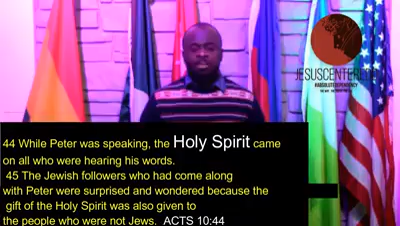 JESUSCENTERED
#ABSOLUTEDEPENDENCY
44 While Peter was speaking, the Holy Spirit came
on all who were hearing his words.
45 The Jewish followers who had come along
with Peter were surprised and wondered because the
gift of the Holy Spirit was also given to
the people who were not Jews. ACTS 10:44